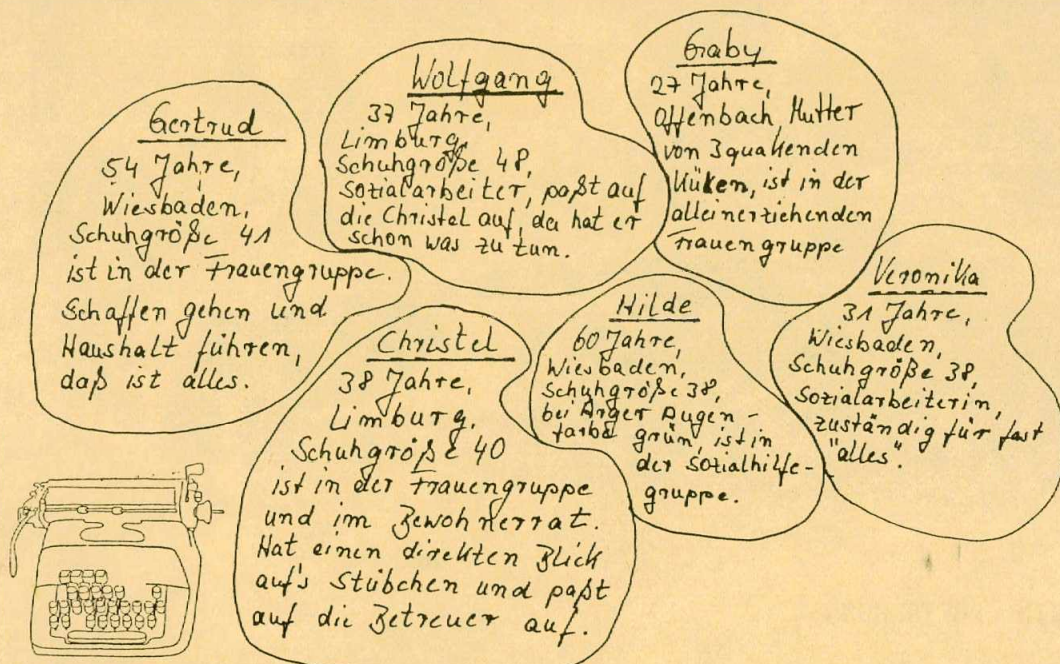 Gertrud
54 Jahre,
Wiesbaden,
Schuhgröße 41
ist in der Frauengruppe.
Schaffen gehen und
Haushalt führen,
daß ist alles.
Wolfgang
37 Jahre,
Limburg,
Schuhgröße 48,
Sozialarbeiter, paßt auf
die Christel auf, da hat er
schon was zu tun.
Graby
27 Jahre,
Offenbach, Mutter
von 3 quakenden
Küken, ist in der
alleinerziehenden
Frauengruppe
Christel
38 Jahre,
Limburg,
Schuhgröße 40
ist in der Frauengruppe
und im Bewohnerrat.
Hat einen direkten Blick
auf's Stübchen und paßt
auf die Betreuer auf.
Hilde
60 Jahre,
Wiesbaden,
Schuhgröße 38,
bei Ärger Augen-
farbe grün, ist in
der Sozialhilfe-
gruppe.
Veronika
31 Jahre,
Wiesbaden,
Schuhgröße 38,
Sozialarbeiterin,
zuständig für fast
"alles".